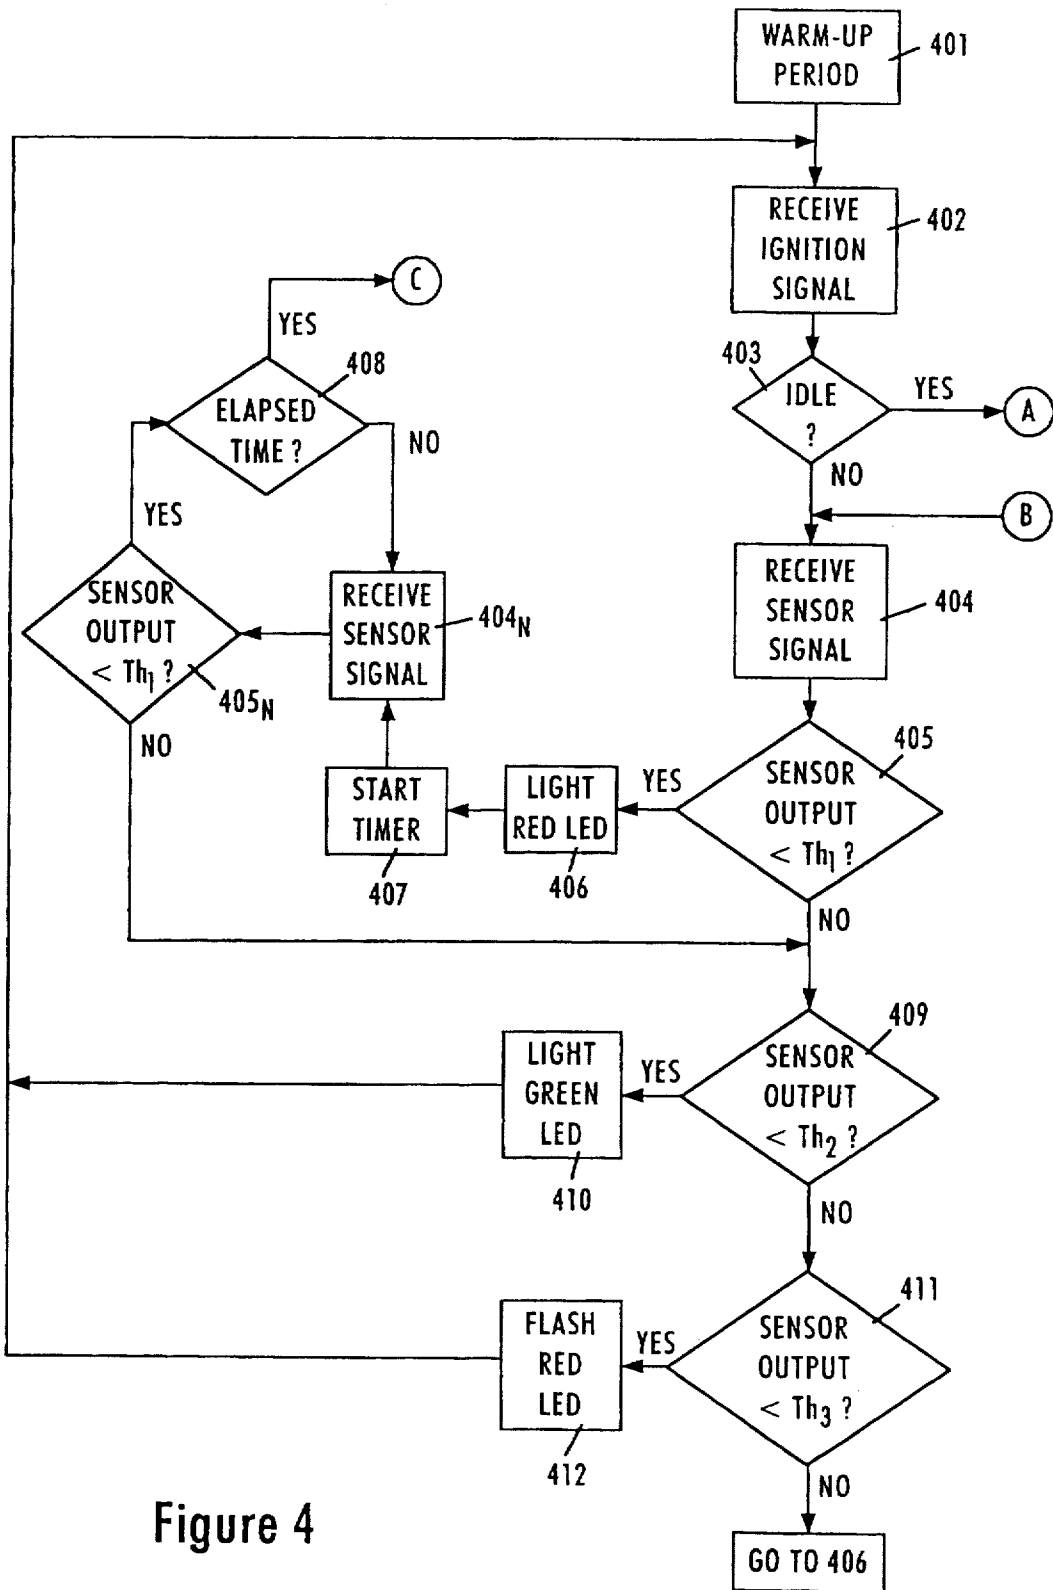 WARM-UP
PERIOD
401
RECEIVE
IGNITION
SIGNAL
402
C
YES
408
ELAPSED
TIME ?
NO
403
IDLE
?
YES
A
NO
B
YES
SENSOR
OUTPUT
< Th1 ?
405N
NO
RECEIVE
SENSOR
SIGNAL
404N
RECEIVE
SENSOR
SIGNAL
404
START
TIMER
407
LIGHT
RED LED
406
YES
405
SENSOR
OUTPUT
< Th1 ?
NO
409
LIGHT
GREEN
LED
410
YES
SENSOR
OUTPUT
< Th2 ?
NO
411
FLASH
RED
LED
412
YES
SENSOR
OUTPUT
< Th3 ?
NO
GO TO 406
Figure 4